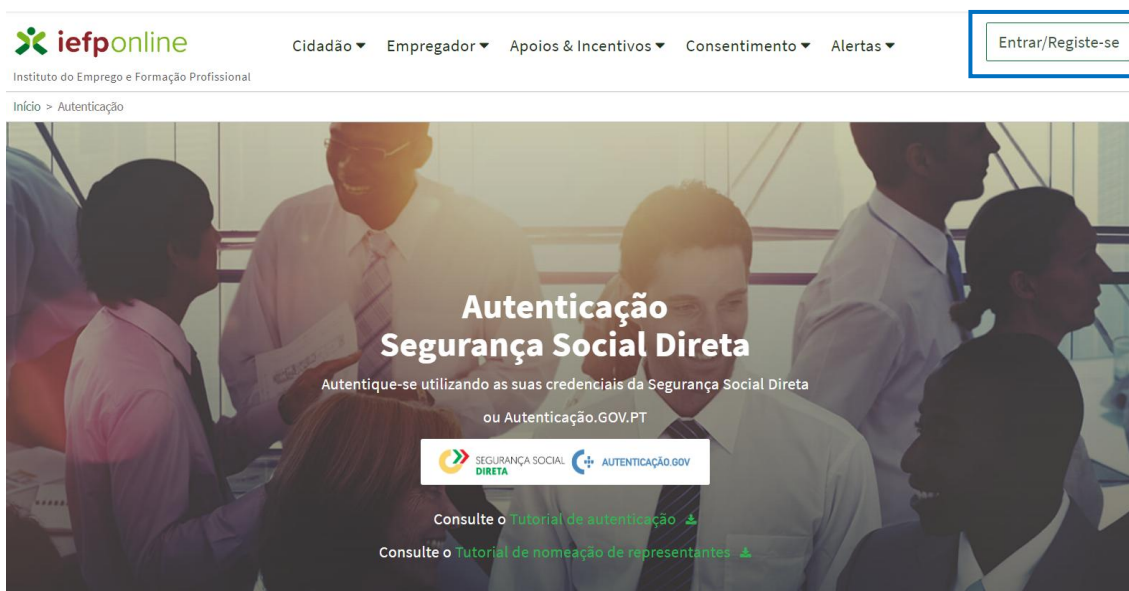 iefponline
Instituto do Emprego e Formação Profissional
Cidadão Empregador Apoios & Incentivos Consentimento Alertas
Entrar/Registe-se
Início > Autenticação
Autenticação
Segurança Social Direta
Autentique-se utilizando as suas credenciais da Segurança Social Direta
ou Autenticação.GOV.PT
SEGURANÇA SOCIAL
DIRETA
AUTENTICAÇÃO.GOV
Consulte o Tutorial de autenticação
Consulte o Tutorial de nomeação de representantes